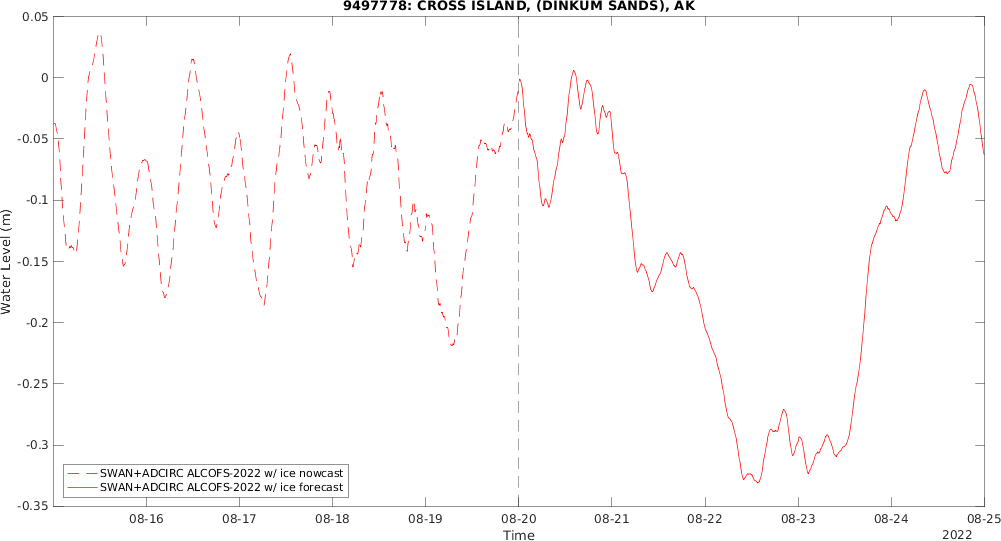 9497778: CROSS ISLAND, (DINKUM SANDS), AK
0.05
0
-0.05
-0.1
-0.15
-0.2
-0.25
-0.3
-0.35
Water Level (m)
SWAN+ADCIRC ALCOFS-2022 w/ ice nowcast
SWAN+ADCIRC ALCOFS-2022 w/ ice forecast
08-16 08-17 08-18 08-19 08-20 08-21 08-22 08-23 08-24 08-25
Time
2022